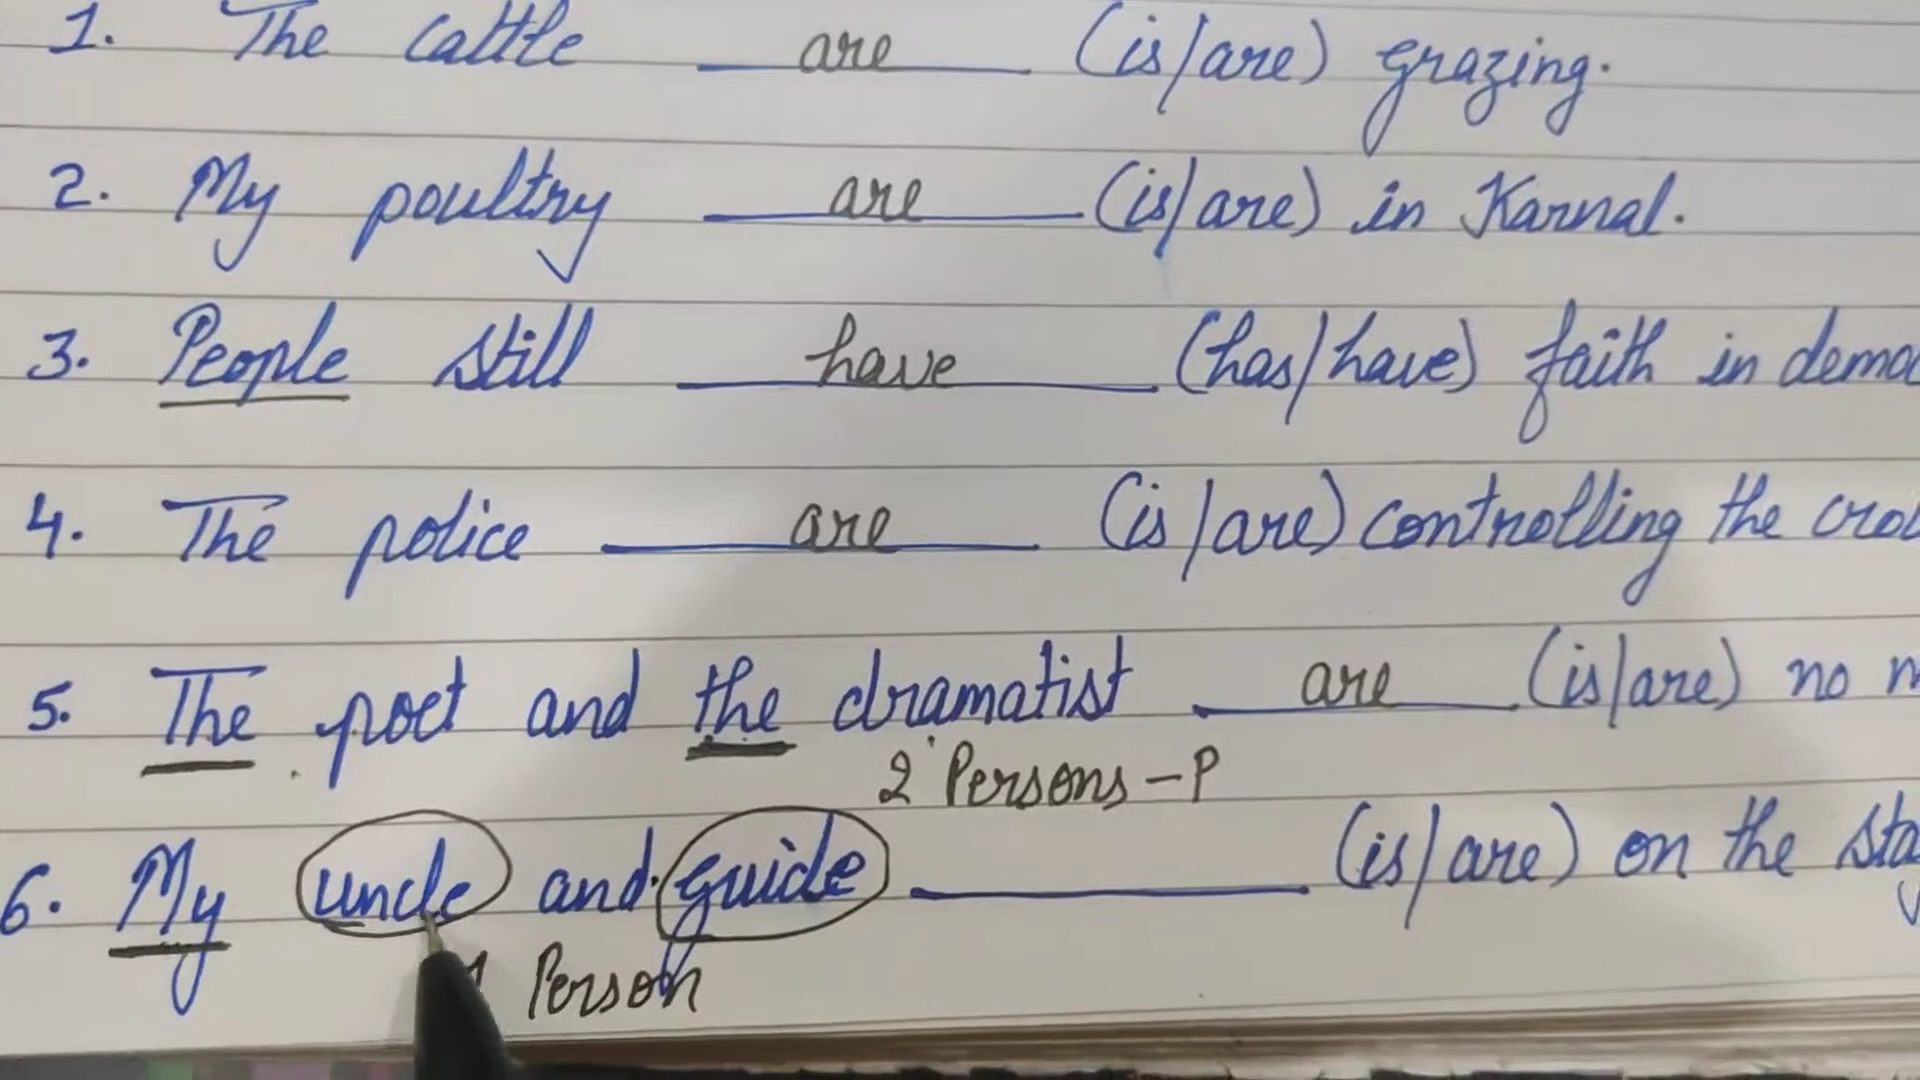 1. The cattle are (is/are) grazing.
2. My poultry are (is/are) in Karnal.
3. People still have (has/have) faith in
4. The police are (is/are) controlling the
5. The poet and the dramatist are (is/are) no
2 Persons - P
6. My uncle and guide (is/are) on the
1 Person